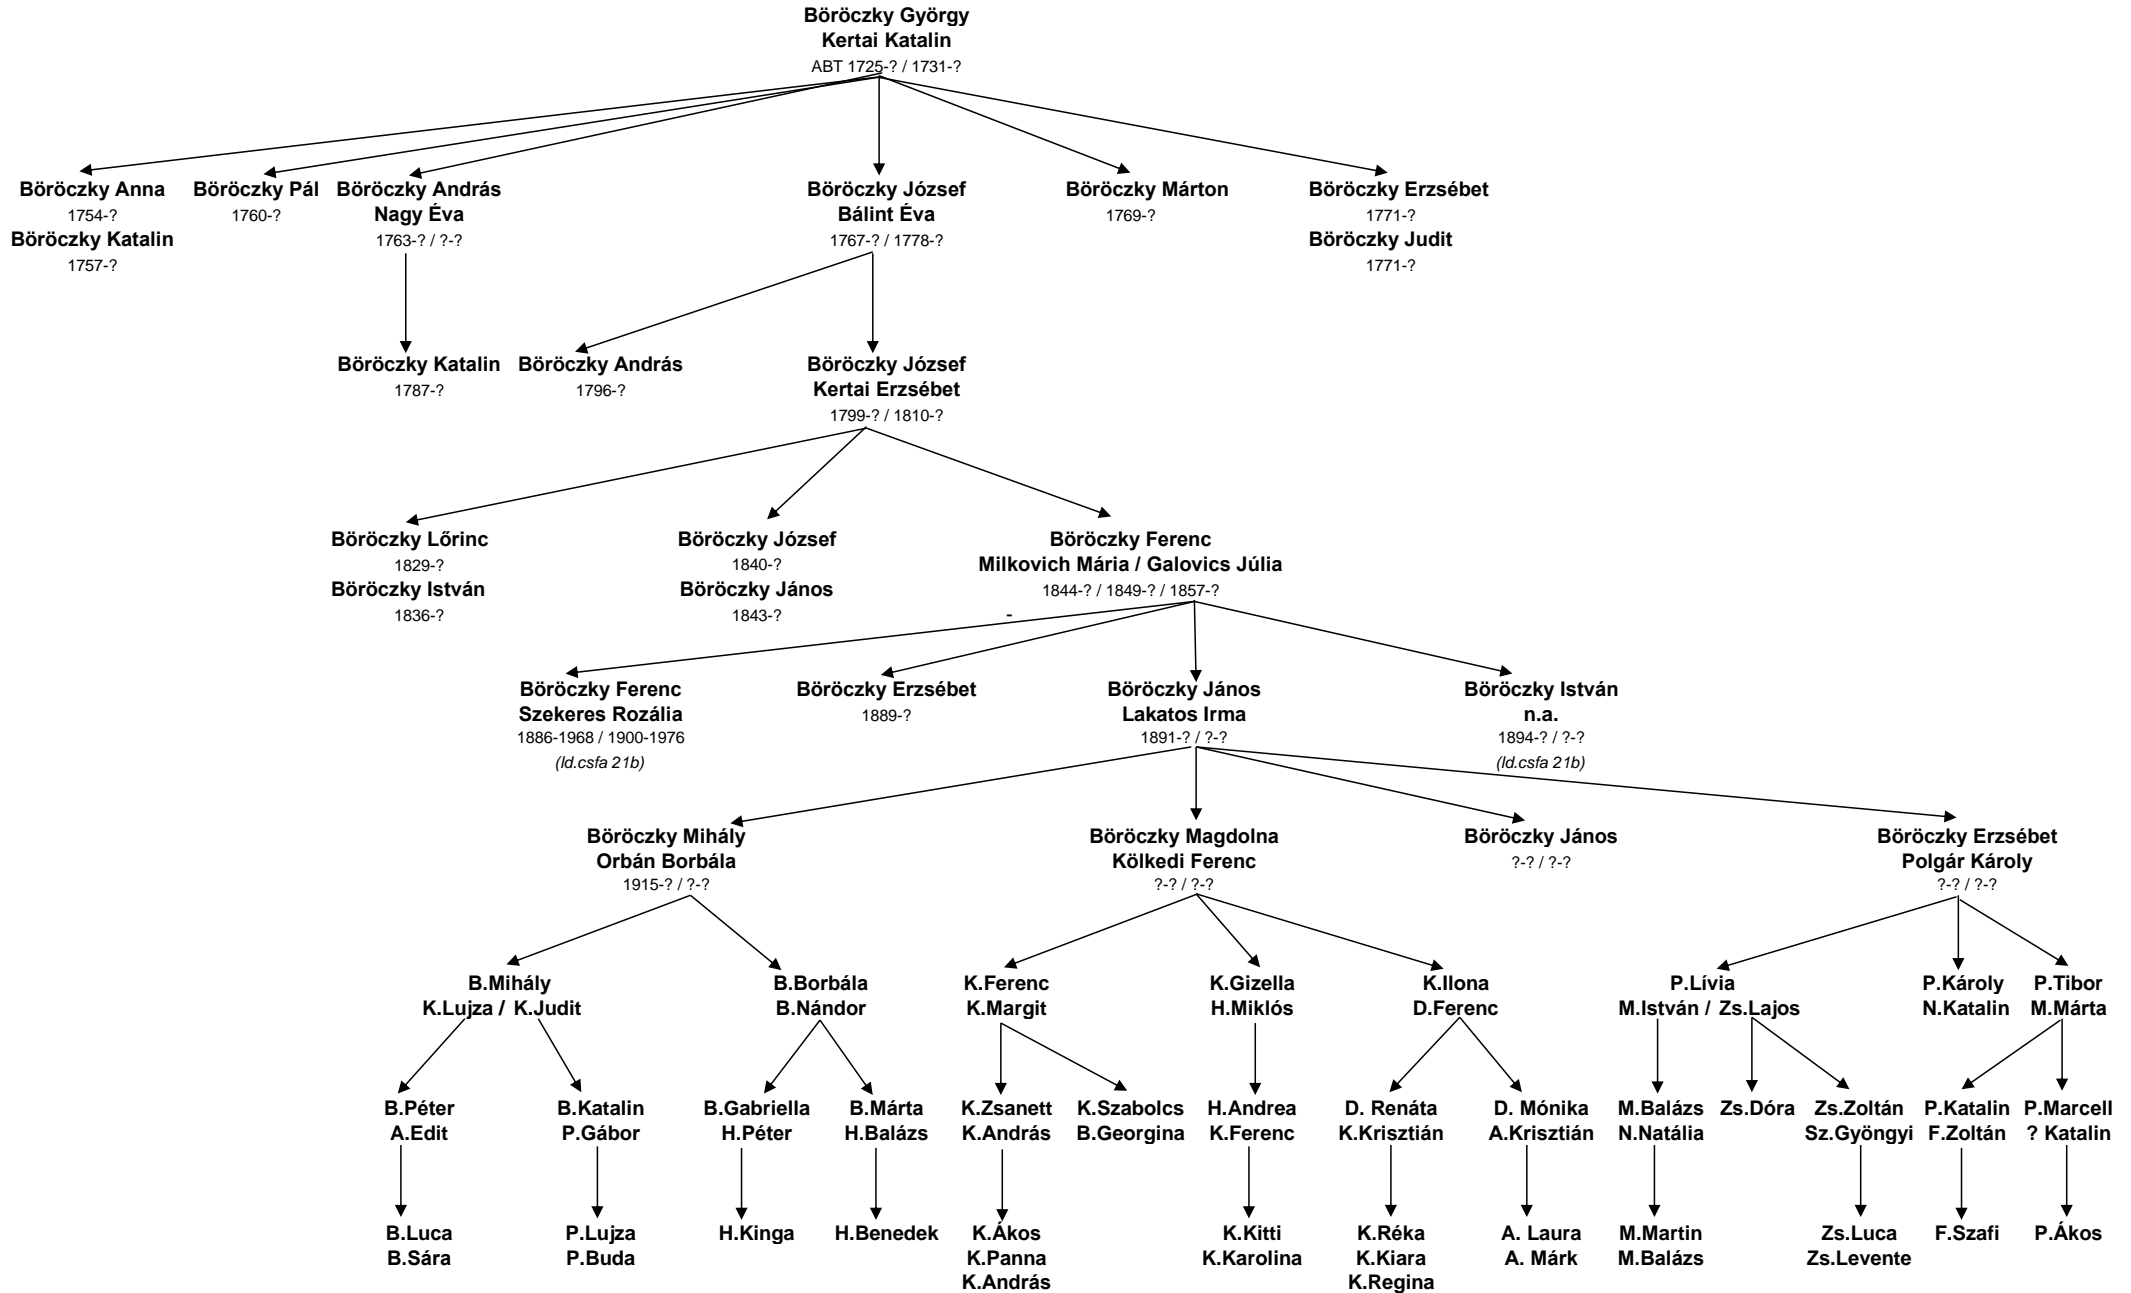 Böröczky György
Kertai Katalin
ABT 1725-? / 1731-?
Böröczky Anna
1754-?
Böröczky Katalin
1757-?
Böröczky Pál
1760-?
Böröczky András
Nagy Éva
1763-? / ?-?
Böröczky József
Bálint Éva
1767-? / 1778-?
Böröczky Márton
1769-?
Böröczky Erzsébet
1771-?
Böröczky Judit
1771-?
Böröczky Katalin
1787-?
Böröczky András
1796-?
Böröczky József
Kertai Erzsébet
1799-? / 1810-?
Böröczky Lőrinc
1829-?
Böröczky István
1836-?
Böröczky József
1840-?
Böröczky János
1843-?
Böröczky Ferenc
Milkovich Mária / Galovics Júlia
1844-? / 1849-? / 1857-?
-
Böröczky Ferenc
Szekeres Rozália
1886-1968 / 1900-1976
(ld.csfa 21b)
Böröczky Erzsébet
1889-?
Böröczky János
Lakatos Irma
1891-? / ?-?
Böröczky István
n.a.
1894-? / ?-?
(ld.csfa 21b)
Böröczky Mihály
Orbán Borbála
1915-? / ?-?
Böröczky Magdolna
Kölkedi Ferenc
?-? / ?-?
Böröczky János
?-? / ?-?
Böröczky Erzsébet
Polgár Károly
?-? / ?-?
B.Mihály
K.Lujza / K.Judit
B.Borbála
B.Nándor
K.Ferenc
K.Margit
K.Gizella
H.Miklós
K.Ilona
D.Ferenc
P.Lívia
M.István / Zs.Lajos
P.Károly
N.Katalin
P.Tibor
M.Márta
B.Péter
A.Edit
B.Katalin
P.Gábor
B.Gabriella
H.Péter
B.Márta
H.Balázs
K.Zsanett
K.András
K.Szabolcs
B.Georgina
H.Andrea
K.Ferenc
D. Renáta
K.Krisztián
D. Mónika
A.Krisztián
M.Balázs
N.Natália
Zs.Dóra
Zs.Zoltán
Sz.Gyöngyi
P.Katalin
F.Zoltán
P.Marcell
? Katalin
B.Luca
B.Sára
P.Lujza
P.Buda
H.Kinga
H.Benedek
K.Ákos
K.Panna
K.András
K.Kitti
K.Karolina
K.Réka
K.Kiara
K.Regina
A. Laura
A. Márk
M.Martin
M.Balázs
Zs.Luca
Zs.Levente
F.Szafi
P.Ákos